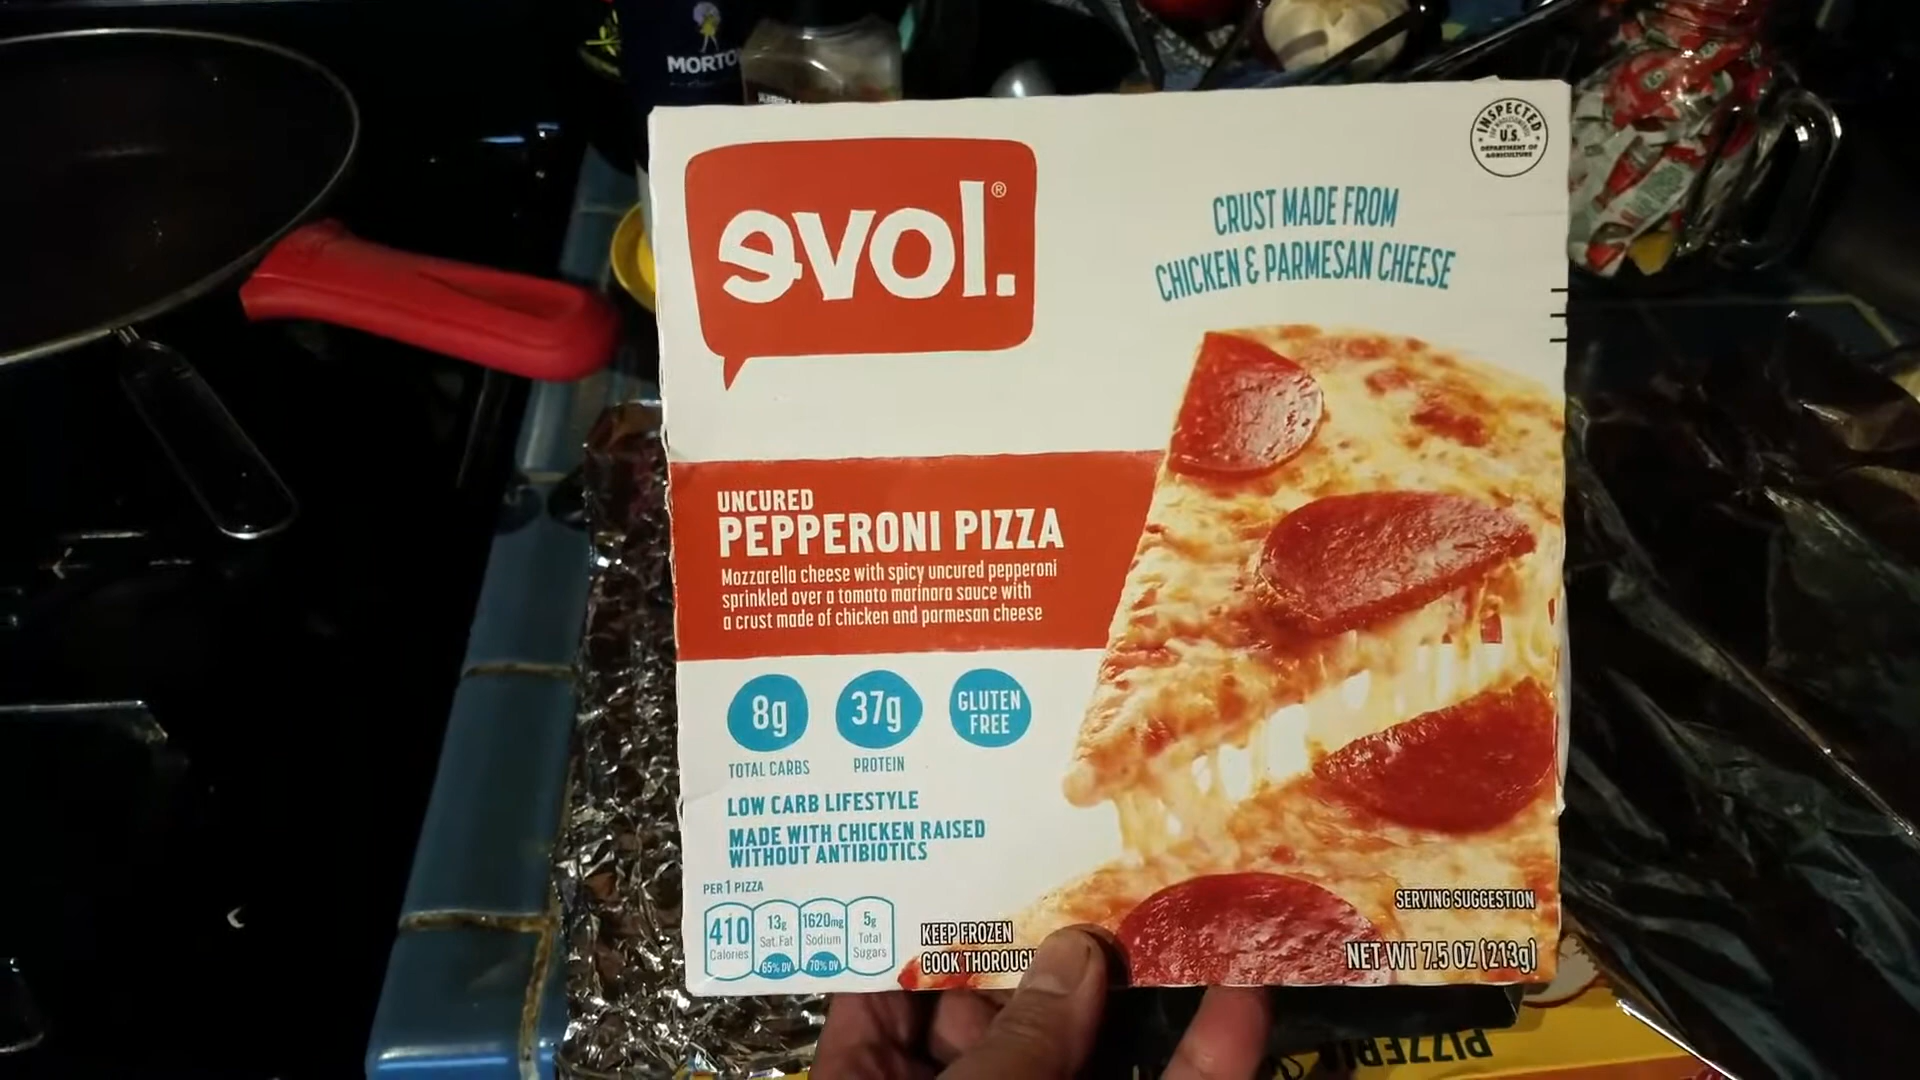 MORTO
INSPECTED
U.S.
DEPARTMENT OF
AGRICULTURE
evol.®
CRUST MADE FROM
CHICKEN & PARMESAN CHEESE
UNCURED
PEPPERONI PIZZA
Mozzarella cheese with spicy uncured pepperoni
sprinkled over a tomato marinara sauce with
a crust made of chicken and parmesan cheese
8g
TOTAL CARBS
37g
PROTEIN
GLUTEN
FREE
LOW CARB LIFESTYLE
MADE WITH CHICKEN RAISED
WITHOUT ANTIBIOTICS
PER 1 PIZZA
410
Calories
13g
Sat. Fat
65% DV
1620mg
Sodium
70% DV
5g
Total
Sugars
KEEP FROZEN
COOK THOROUGH
SERVING SUGGESTION
NET WT 7.5 OZ (213g)
PIZZERIA